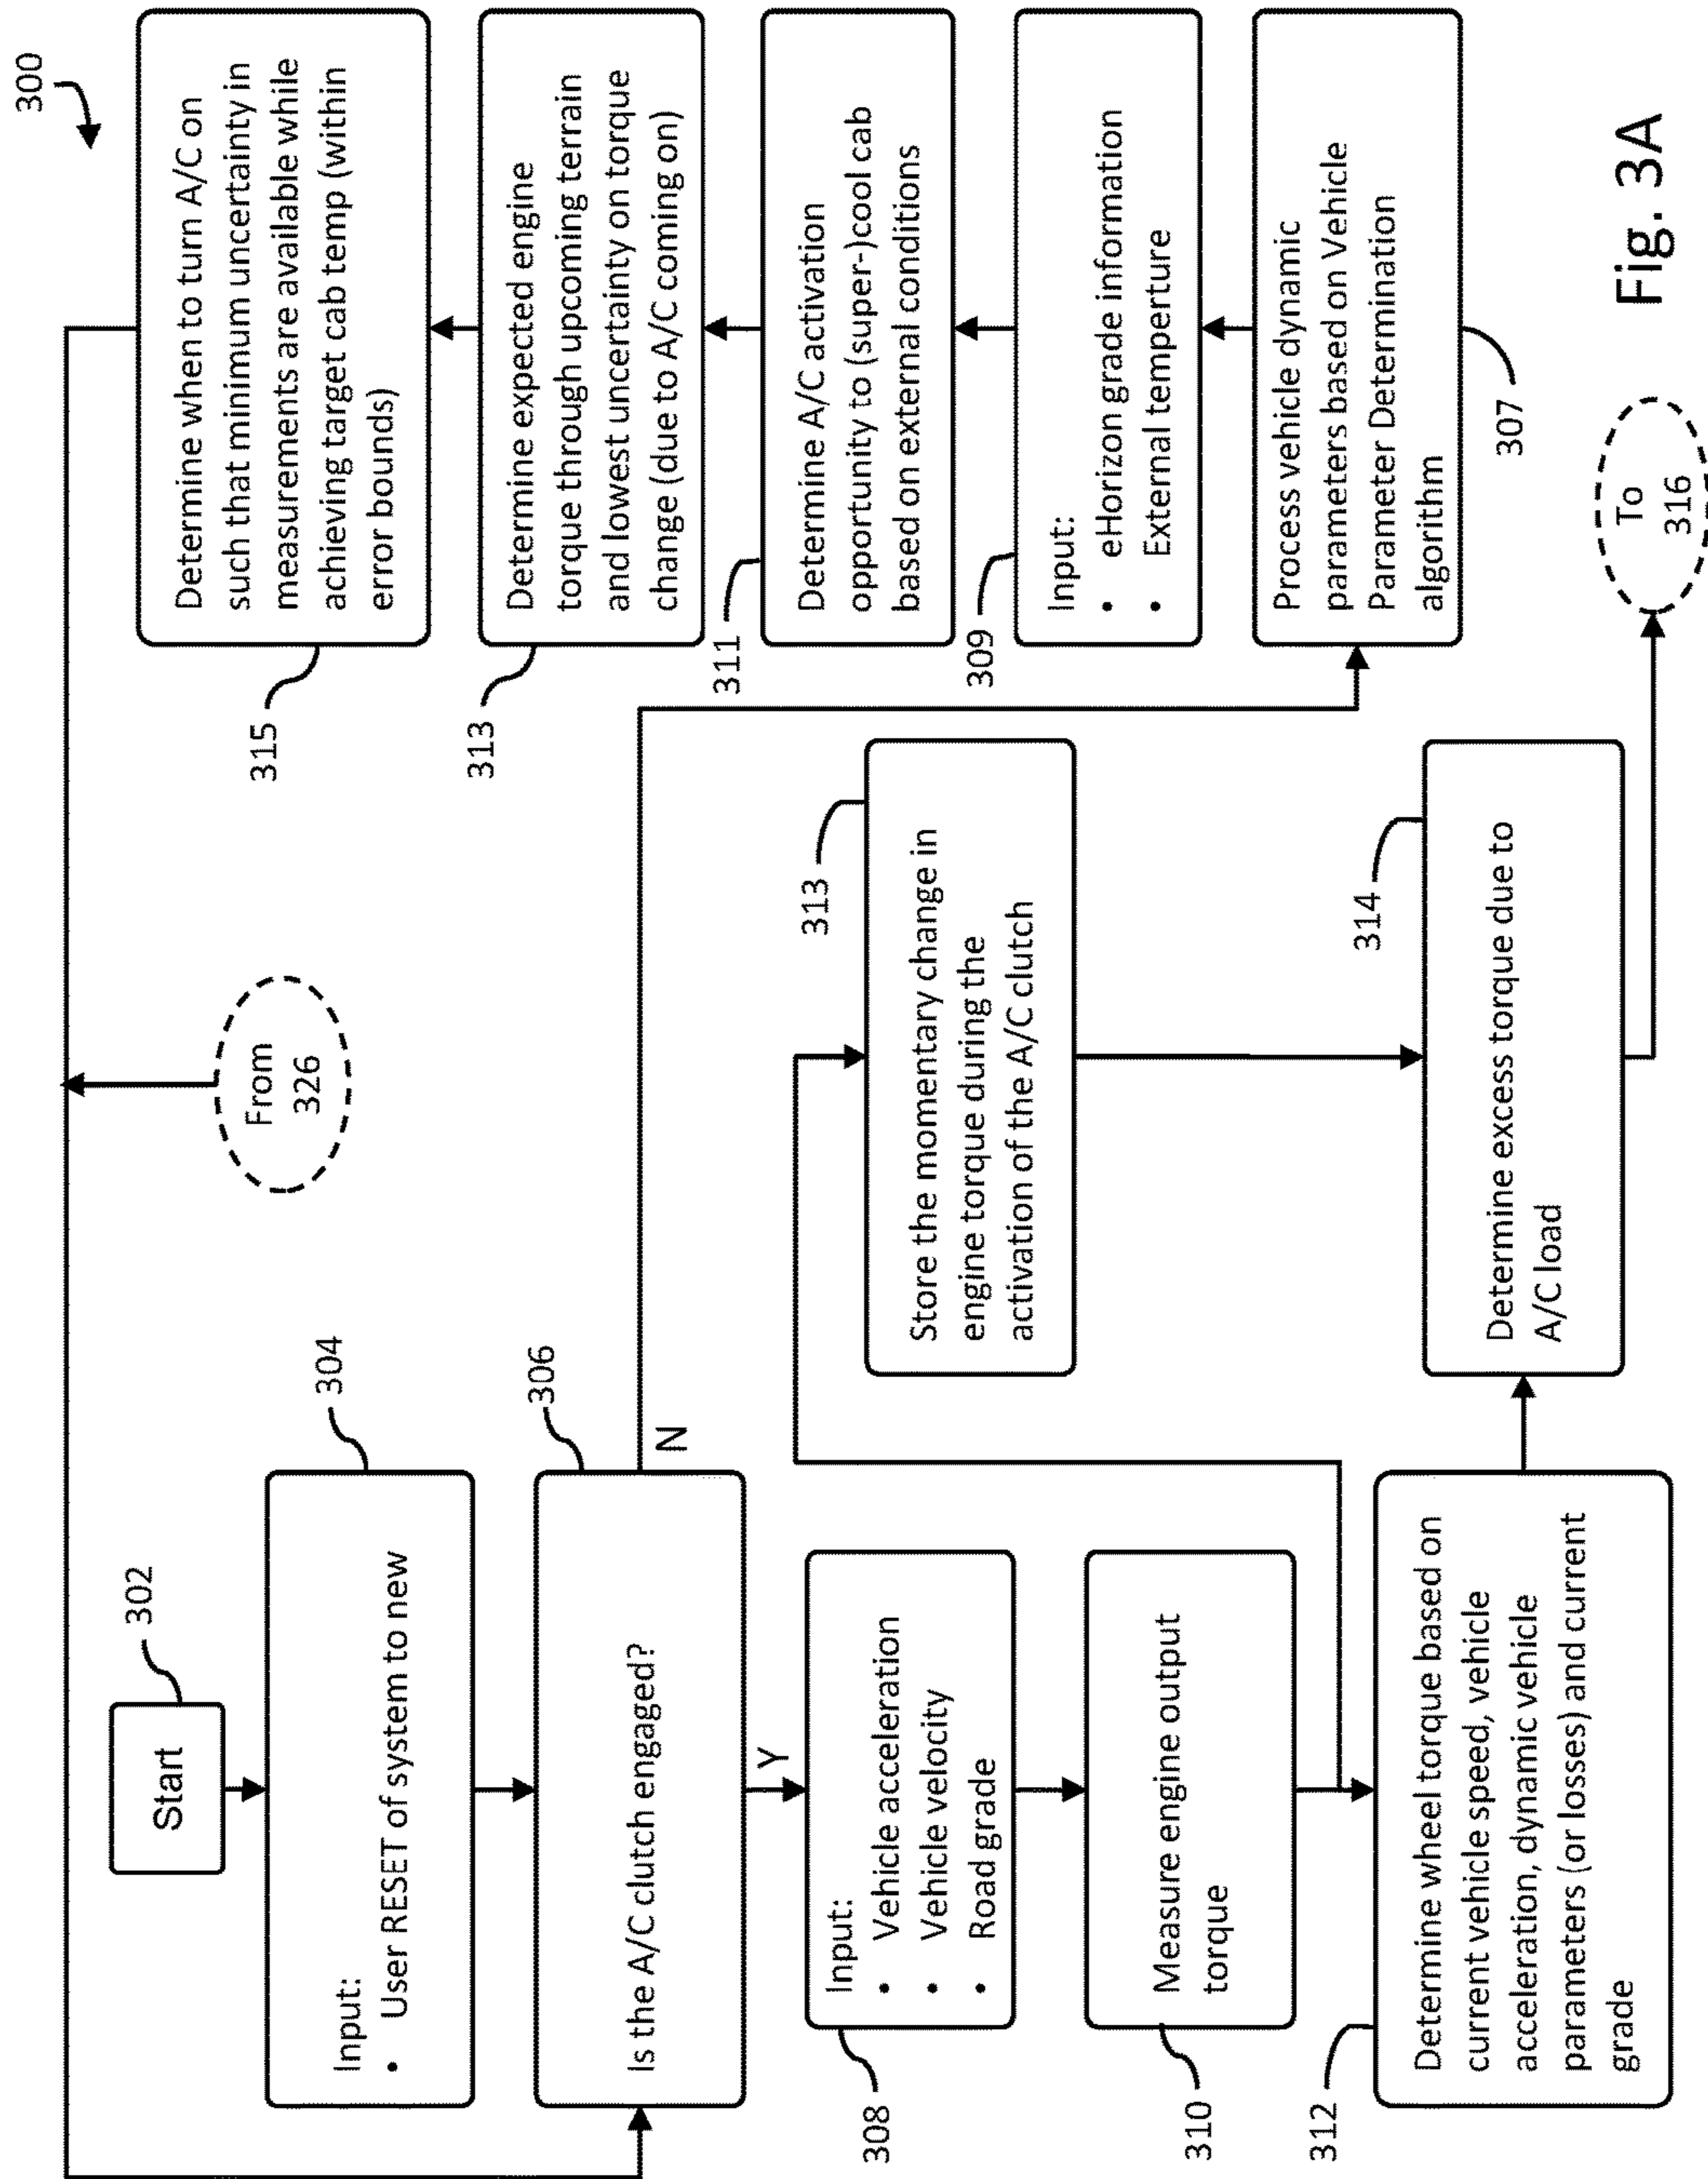 300
302
Start
304
Input:
• User RESET of system to new
306
Is the A/C clutch engaged?
N
Y
308
Input:
• Vehicle acceleration
• Vehicle velocity
• Road grade
310
Measure engine output
torque
312
Determine wheel torque based on
current vehicle speed, vehicle
acceleration, dynamic vehicle
parameters (or losses) and current
grade
From
326
313
Store the momentary change in
engine torque during the
activation of the A/C clutch
314
Determine excess torque due to
A/C load
315
Determine when to turn A/C on
such that minimum uncertainty in
measurements are available while
achieving target cab temp (within
error bounds)
313
Determine expected engine
torque through upcoming terrain
and lowest uncertainty on torque
change (due to A/C coming on)
311
Determine A/C activation
opportunity to (super-)cool cab
based on external conditions
309
Input:
• eHorizon grade information
• External temperture
Process vehicle dynamic
parameters based on Vehicle
Parameter Determination
algorithm
307
To
316
Fig. 3A